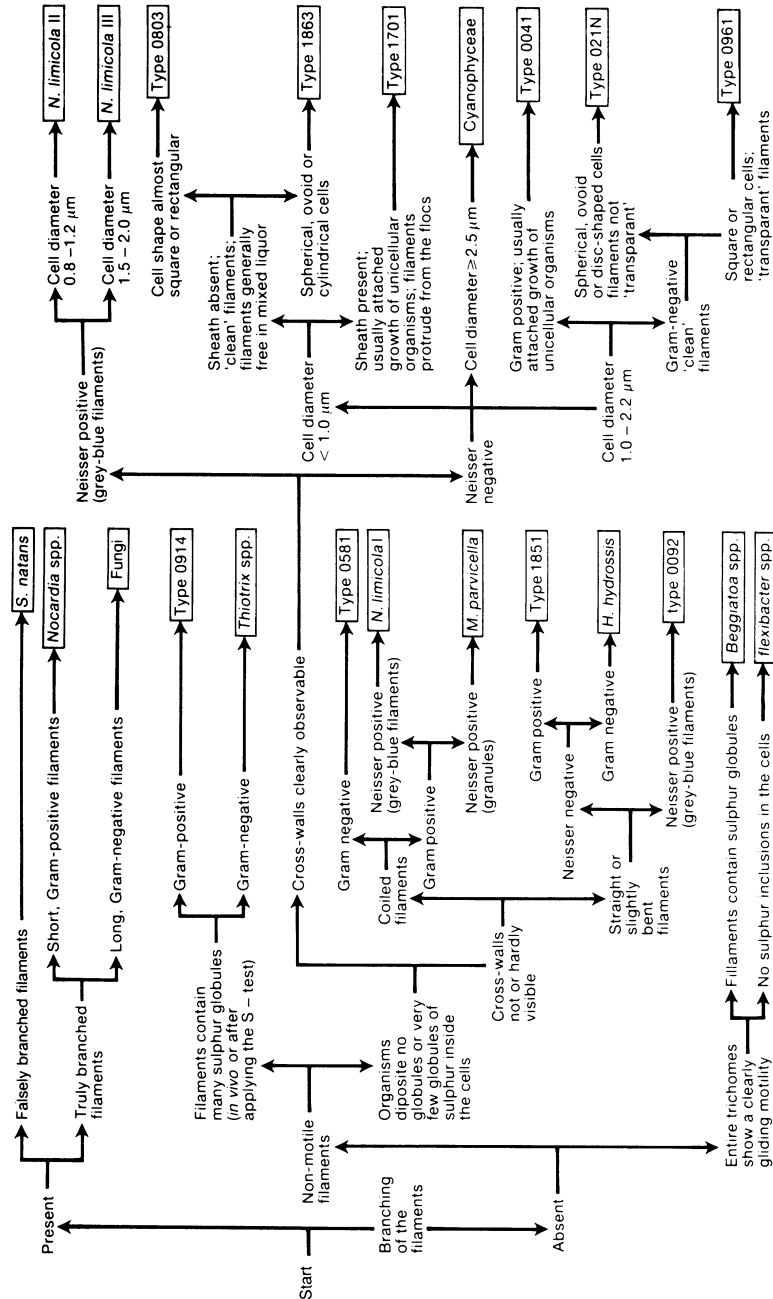 Start
Branching
of the
filaments
Present
Falsely branched filaments
S. natans
Truly branched
filaments
Short, Gram-positive filaments
Nocardia spp.
Long, Gram-negative filaments
Fungi
Absent
Non-motile
filaments
Filaments contain
many sulphur globules
(in vivo or after
applying the S – test)
Gram-positive
Type 0914
Gram-negative
Thiotrix spp.
Organisms
diposite no
globules or very
few globules of
sulphur inside
the cells
Cross-walls clearly observable
Neisser positive
(grey-blue filaments)
Cell diameter
0.8 – 1.2 μm
N. limicola II
Cell diameter
1.5 – 2.0 μm
N. limicola III
Neisser
negative
Cell diameter
< 1.0 μm
Sheath absent;
'clean' filaments;
filaments generally
free in mixed liquor
Cell shape almost
square or rectangular
Type 0803
Spherical, ovoid or
cylindrical cells
Type 1863
Sheath present;
usually attached
growth of unicellular
organisms; filaments
protrude from the flocs
Type 1701
Cell diameter ≥ 2.5 μm
Cyanophyceae
Cell diameter
1.0 – 2.2 μm
Gram positive; usually
attached growth of
unicellular organisms
Type 0041
Gram-negative
'clean'
filaments
Spherical, ovoid
or disc-shaped cells
filaments not
'transparant'
Type 021N
Square or
rectangular cells;
'transparant' filaments
Type 0961
Cross-walls
not or hardly
visible
Coiled
filaments
Gram negative
Type 0581
Gram positive
Neisser positive
(grey-blue filaments)
N. limicola I
Neisser positive
(granules)
M. parvicella
Straight or
slightly
bent
filaments
Neisser negative
Gram positive
Type 1851
Gram negative
H. hydrossis
Neisser positive
(grey-blue filaments)
type 0092
Entire trichomes
show a clearly
gliding motility
Fillaments contain sulphur globules
Beggiatoa spp.
No sulphur inclusions in the cells
flexibacter spp.